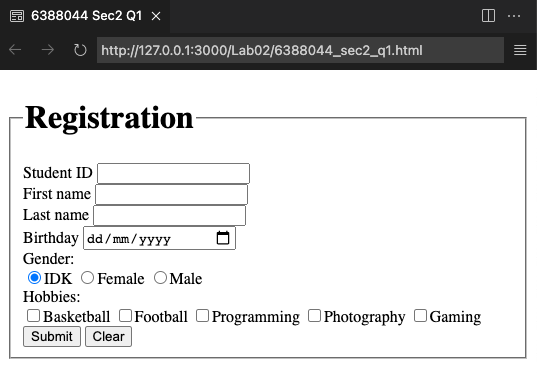 6388044 Sec2 Q1
http://127.0.0.1:3000/Lab02/6388044_sec2_q1.html
Registration
Student ID
First name
Last name
Birthday dd/mm/yyyy
Gender:
IDK Female Male
Hobbies:
Basketball Football Programming Photography Gaming
Submit Clear